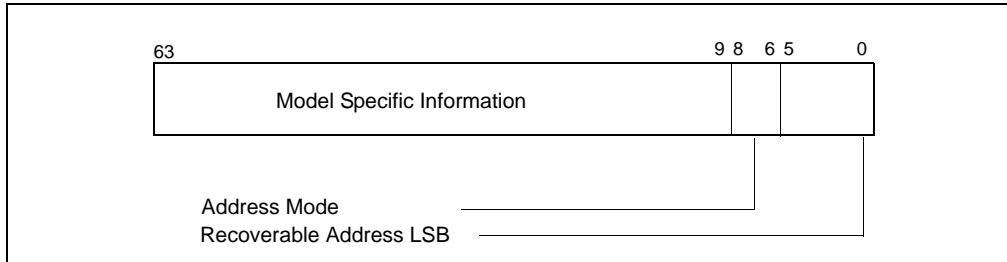 63 9 8 6 5 0
Model Specific Information
Address Mode
Recoverable Address LSB